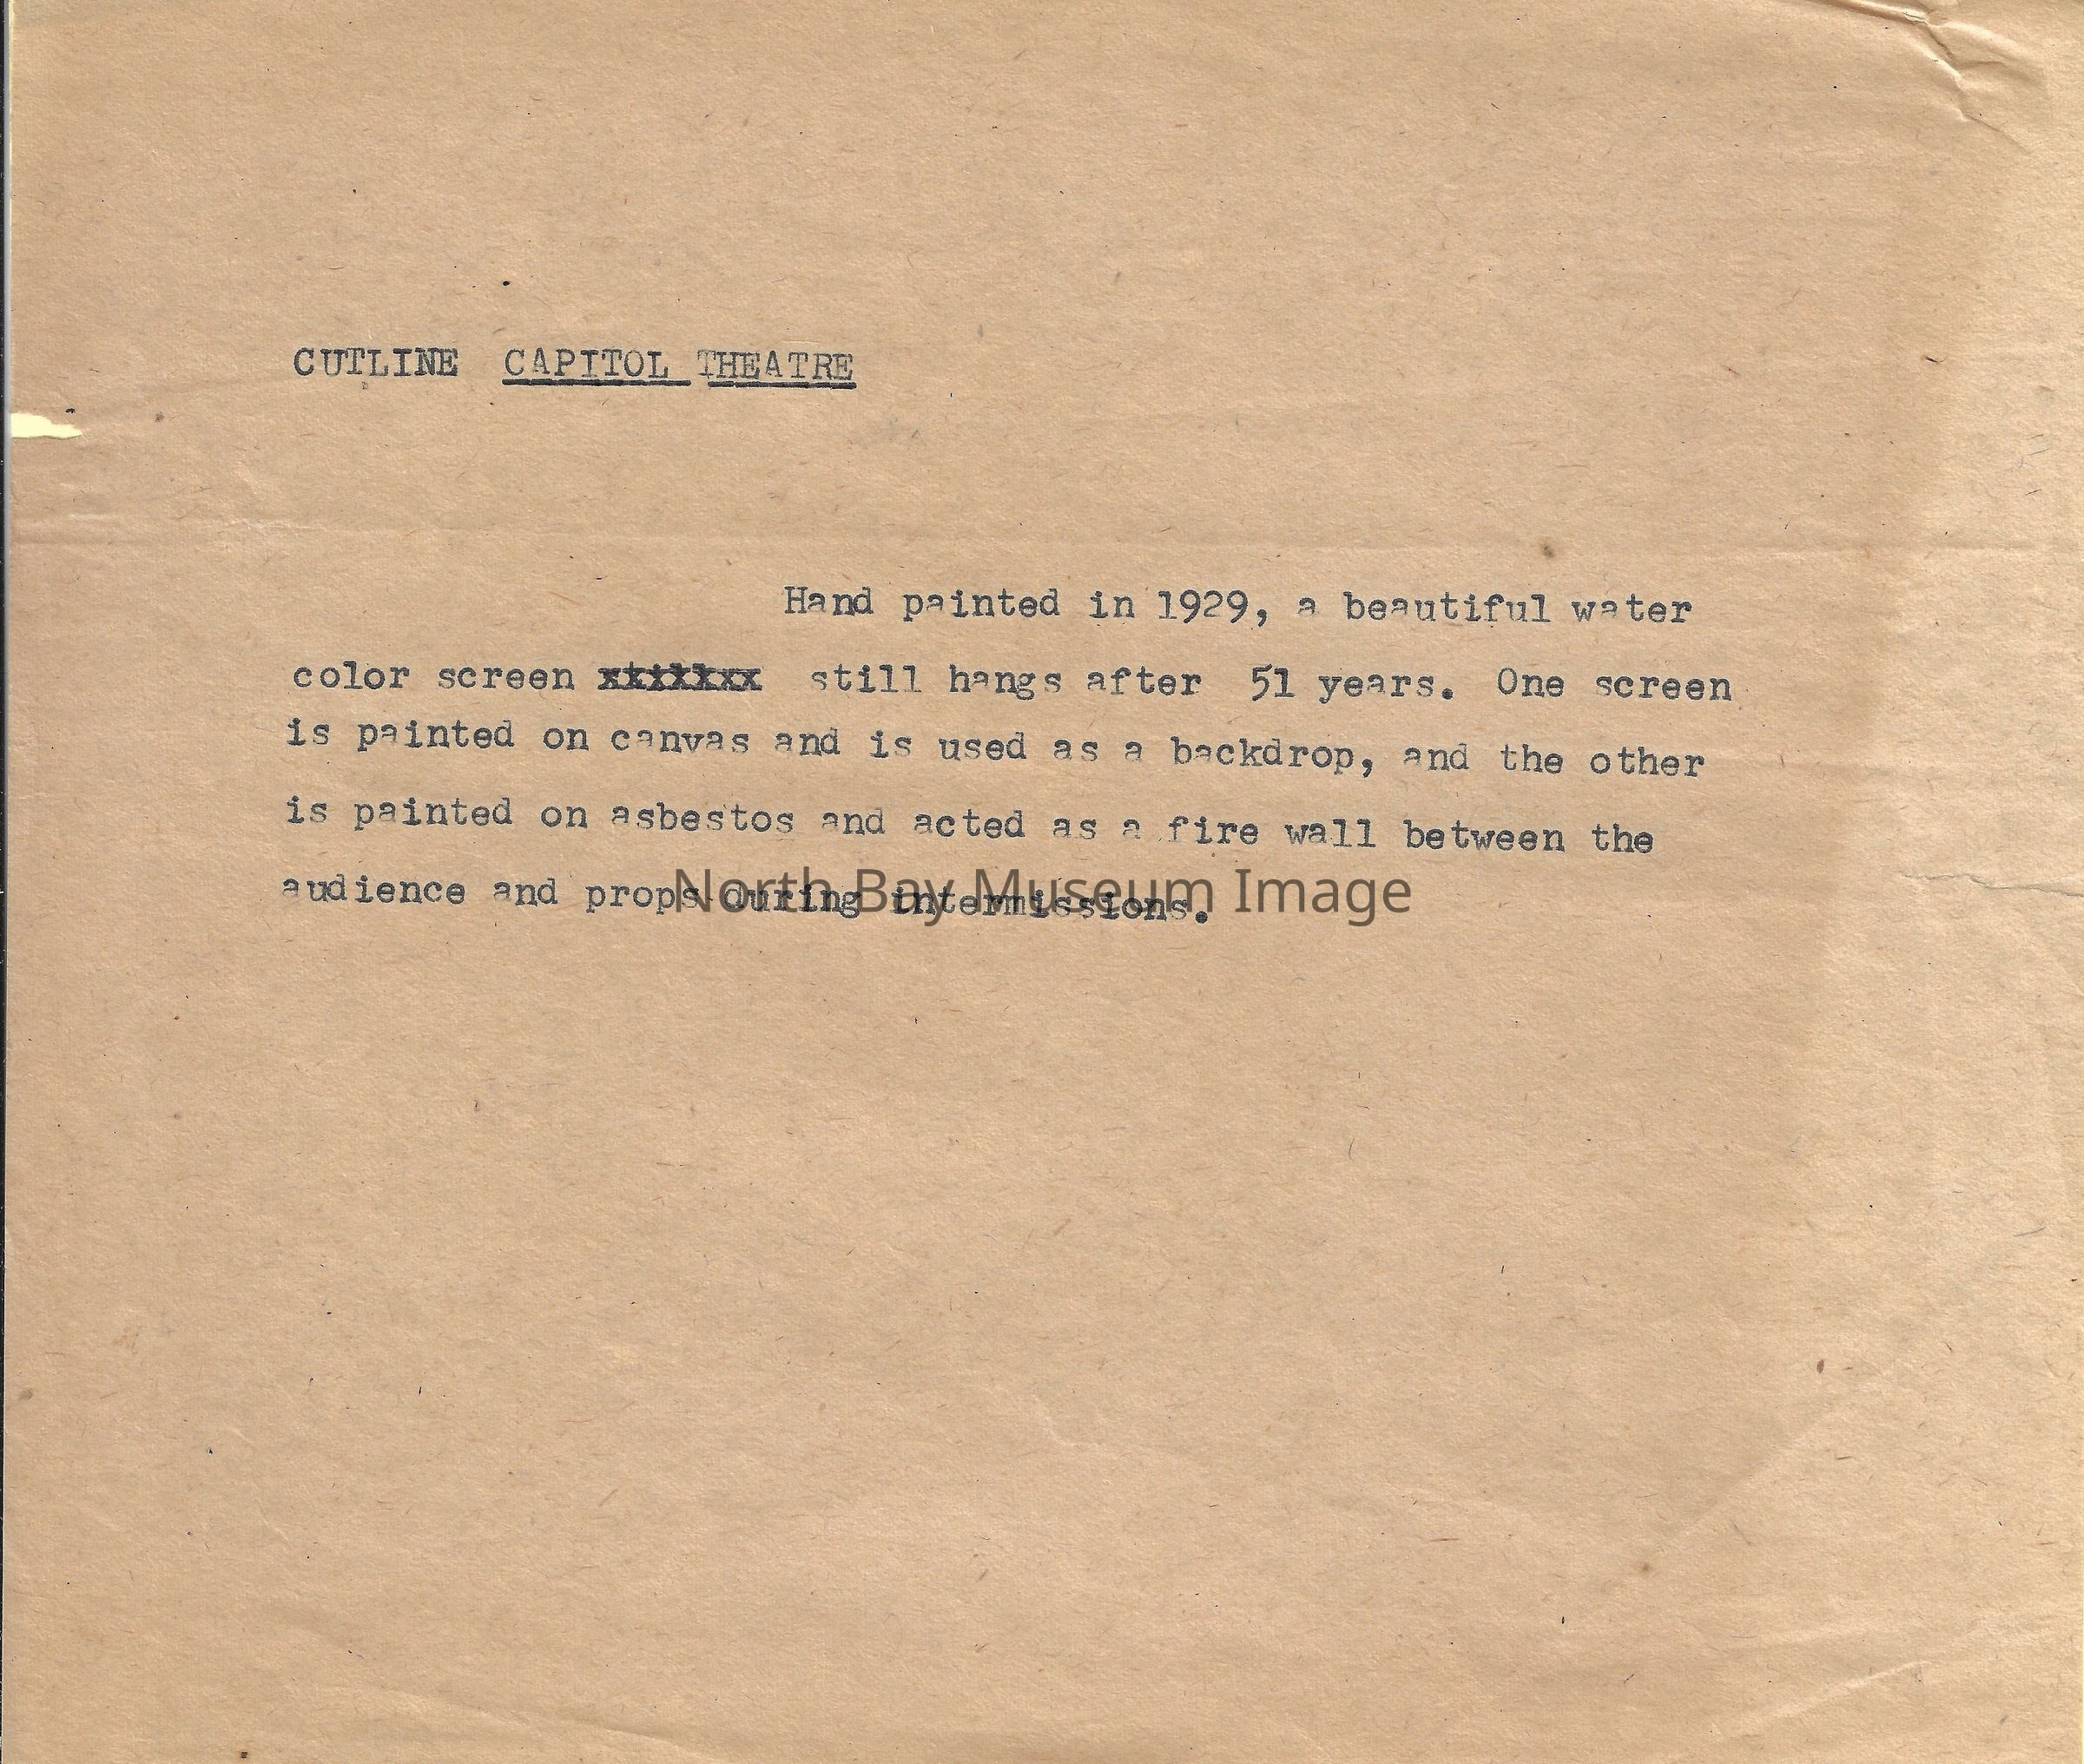 CUTLINE CAPITOL THEATRE
Hand painted in 1929, a beautiful water
color screen still hangs after 51 years. One screen
is painted on canvas and is used as a backdrop, and the other
is painted on asbestos and acted as a fire wall between the
audience and props during intermissions.
North Bay Museum Image